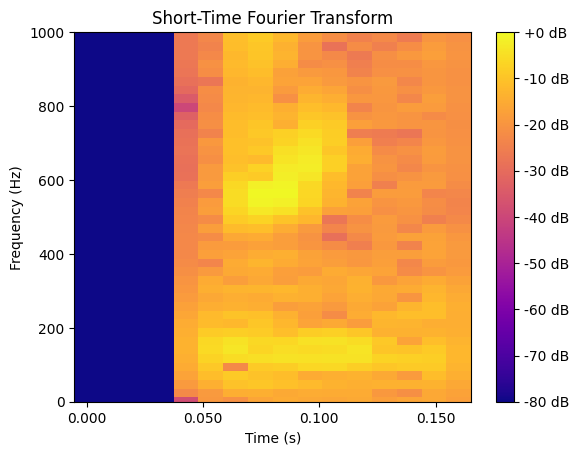 Short-Time Fourier Transform
1000
800
600
400
200
0
Frequency (Hz)
0.000
0.050
0.100
0.150
Time (s)
+0 dB
-10 dB
-20 dB
-30 dB
-40 dB
-50 dB
-60 dB
-70 dB
-80 dB